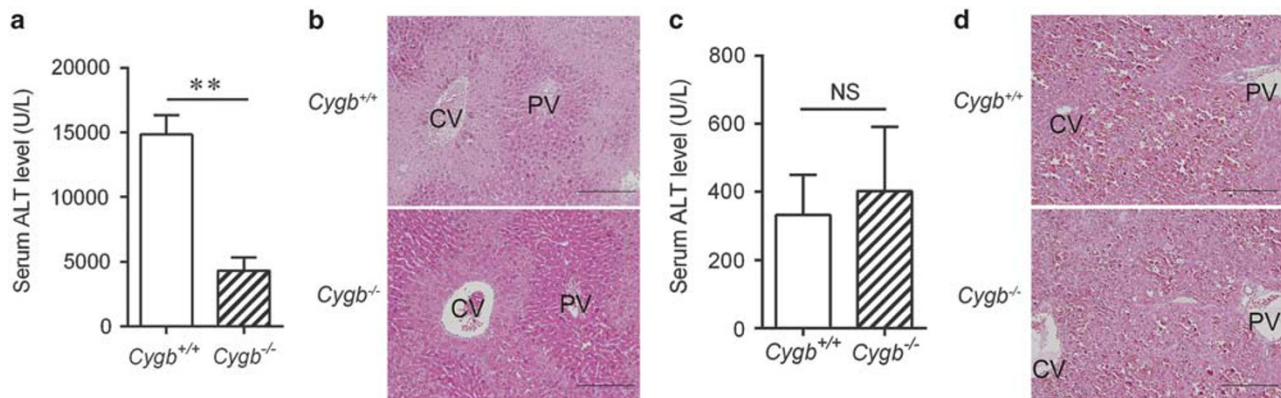 a
Serum ALT level (U/L)
20000
15000
10000
5000
0
**
Cygb+/+
Cygb-/-
b
Cygb+/+
CV
PV
Cygb-/-
CV
PV
c
Serum ALT level (U/L)
800
600
400
200
0
NS
Cygb+/+
Cygb-/-
d
Cygb+/+
CV
PV
Cygb-/-
CV
PV